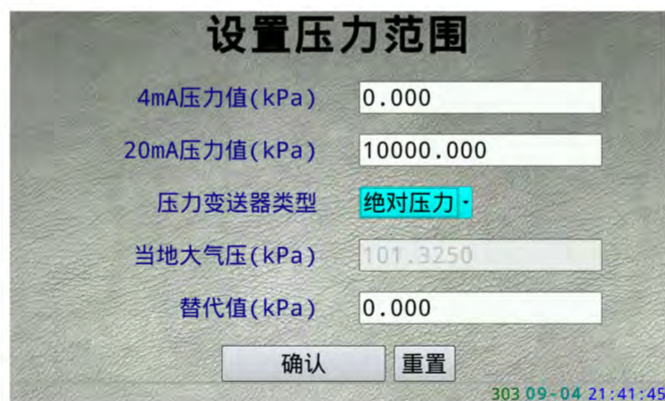 设置压力范围
4mA压力值(kPa) 0.000
20mA压力值(kPa) 10000.000
压力变送器类型 绝对压力
当地大气压(kPa) 101.3250
替代值(kPa) 0.000
确认 重置
303 09-04 21:41:45